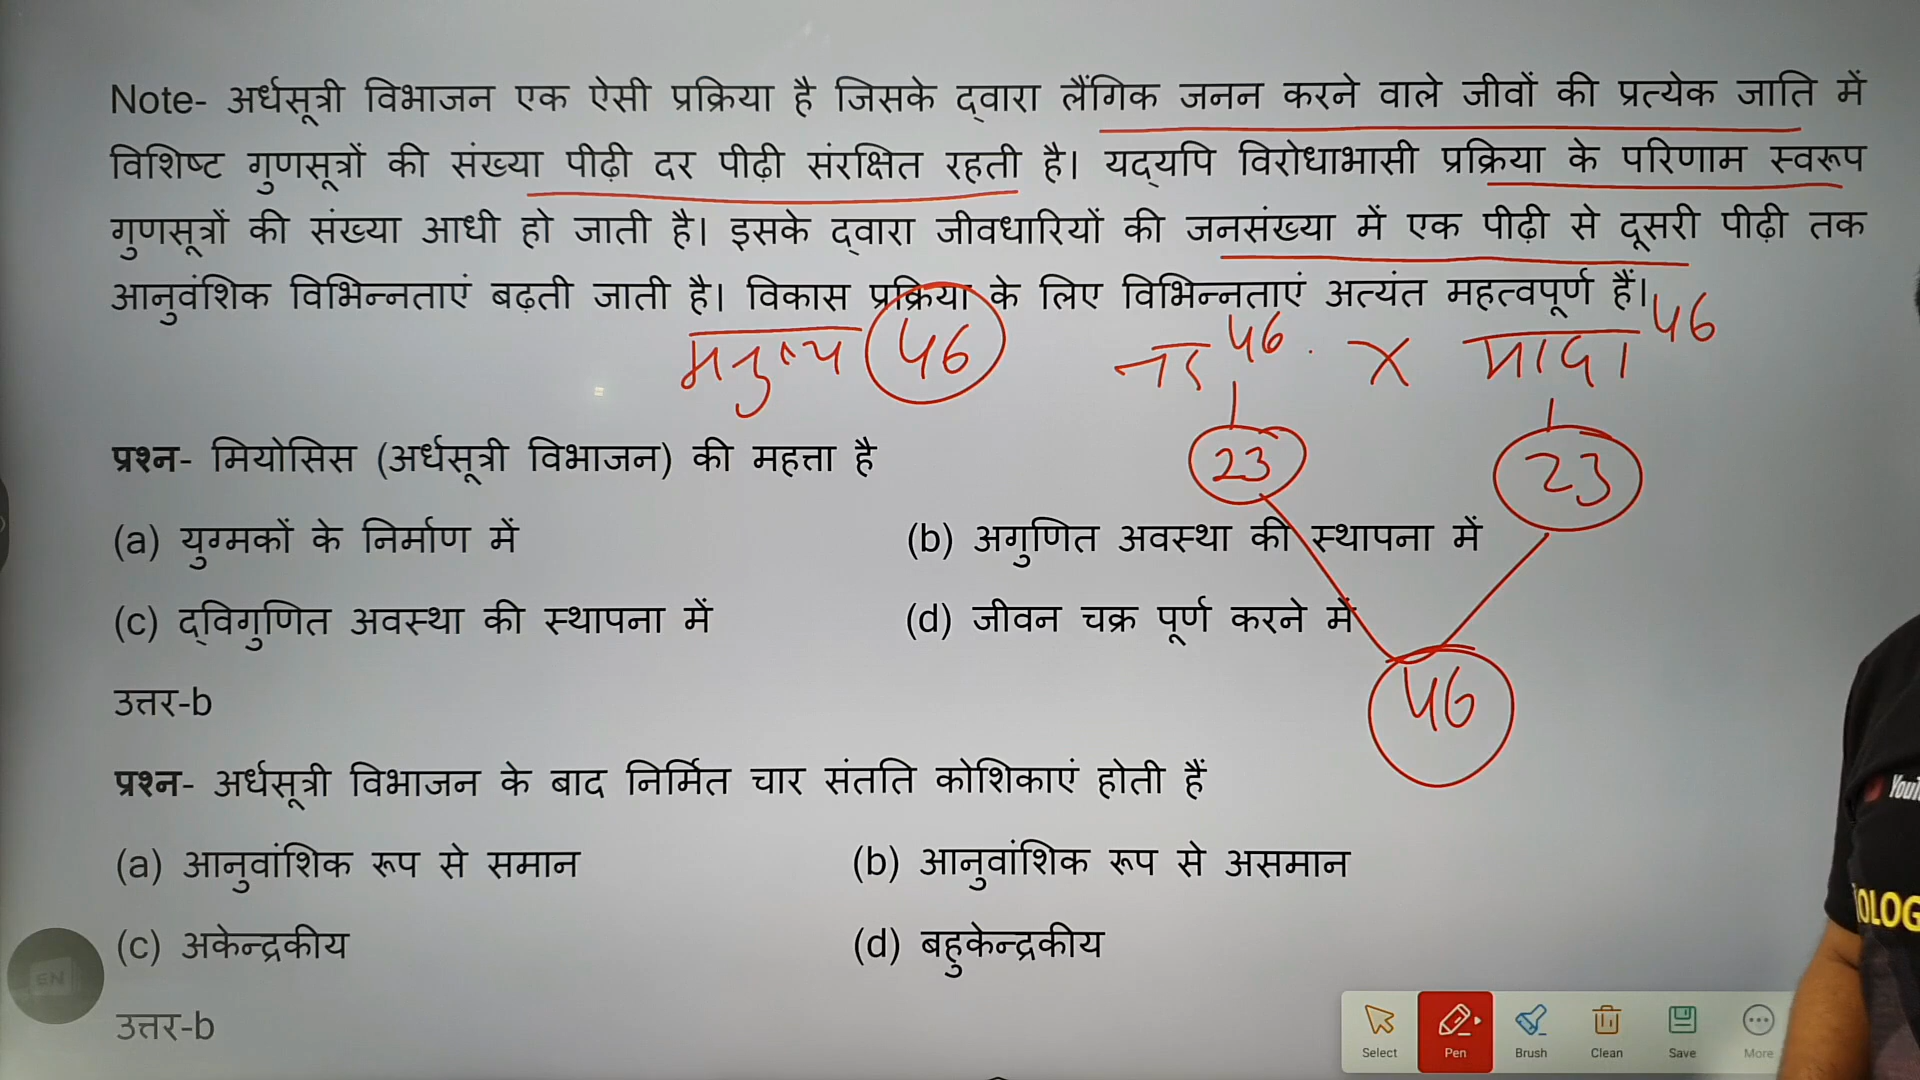 Note- अर्धसूत्री विभाजन एक ऐसी प्रक्रिया है जिसके द्वारा लैंगिक जनन करने वाले जीवों की प्रत्येक जाति में
विशिष्ट गुणसूत्रों की संख्या पीढ़ी दर पीढ़ी संरक्षित रहती है। यद्यपि विरोधाभासी प्रक्रिया के परिणाम स्वरूप
गुणसूत्रों की संख्या आधी हो जाती है। इसके द्वारा जीवधारियों की जनसंख्या में एक पीढ़ी से दूसरी पीढ़ी तक
आनुवंशिक विभिन्नताएं बढ़ती जाती है। विकास प्रक्रिया के लिए विभिन्नताएं अत्यंत महत्वपूर्ण हैं।
मनुष्य 46 नर 46 × मादा 46
23 23
प्रश्न- मियोसिस (अर्धसूत्री विभाजन) की महत्ता है
(a) युग्मकों के निर्माण में (b) अगुणित अवस्था की स्थापना में
(c) द्विगुणित अवस्था की स्थापना में (d) जीवन चक्र पूर्ण करने में
46
उत्तर-b
प्रश्न- अर्धसूत्री विभाजन के बाद निर्मित चार संतति कोशिकाएं होती हैं
(a) आनुवांशिक रूप से समान (b) आनुवांशिक रूप से असमान
(c) अकेन्द्रकीय (d) बहुकेन्द्रकीय
उत्तर-b
EN
You
OLOG
Select Pen Brush Clean Save More